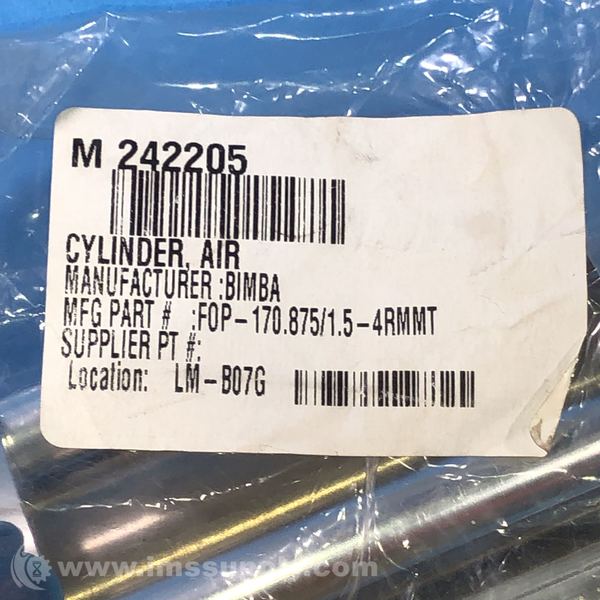 M 242205
CYLINDER, AIR
MANUFACTURER :BIMBA
MFG PART # :FOP-170.875/1.5-4RMMT
SUPPLIER PT #:
Location: LM-B07G
www.imssupply.com